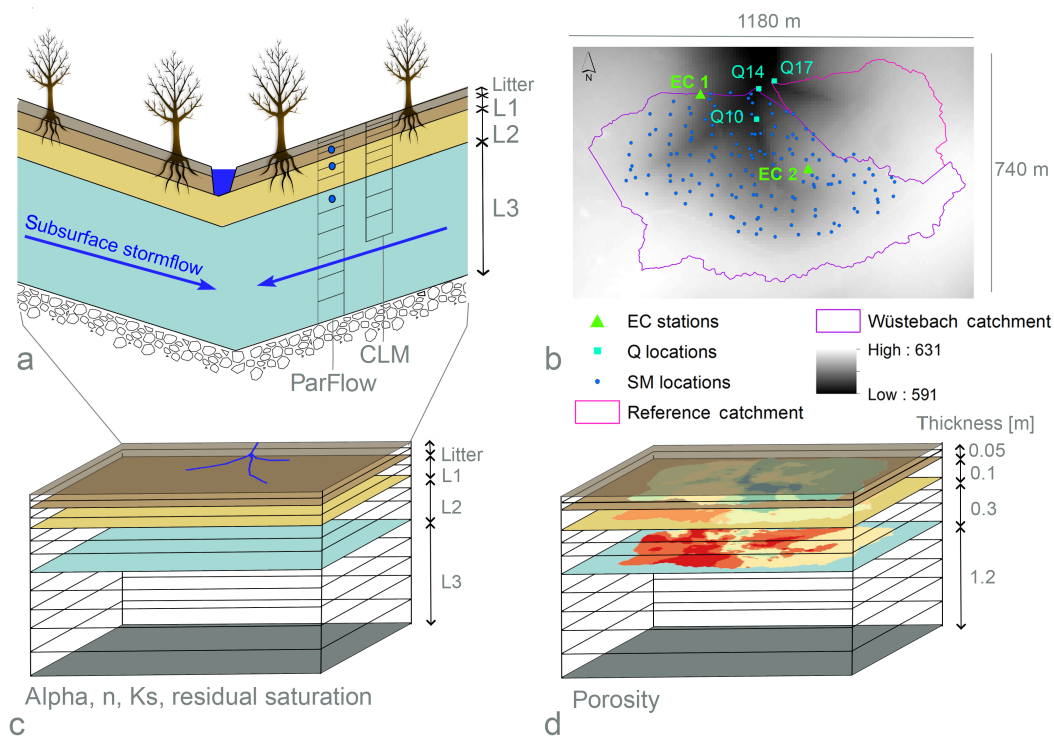 Litter
L1
L2
L3
Subsurface stormflow
CLM
ParFlow
a
1180 m
740 m
N
EC 1
Q14
Q17
Q10
EC 2
EC stations
Q locations
SM locations
Reference catchment
Wüstebach catchment
High : 631
Low : 591
b
Litter
L1
L2
L3
Alpha, n, Ks, residual saturation
c
Thickness [m]
0.05
0.1
0.3
1.2
Porosity
d